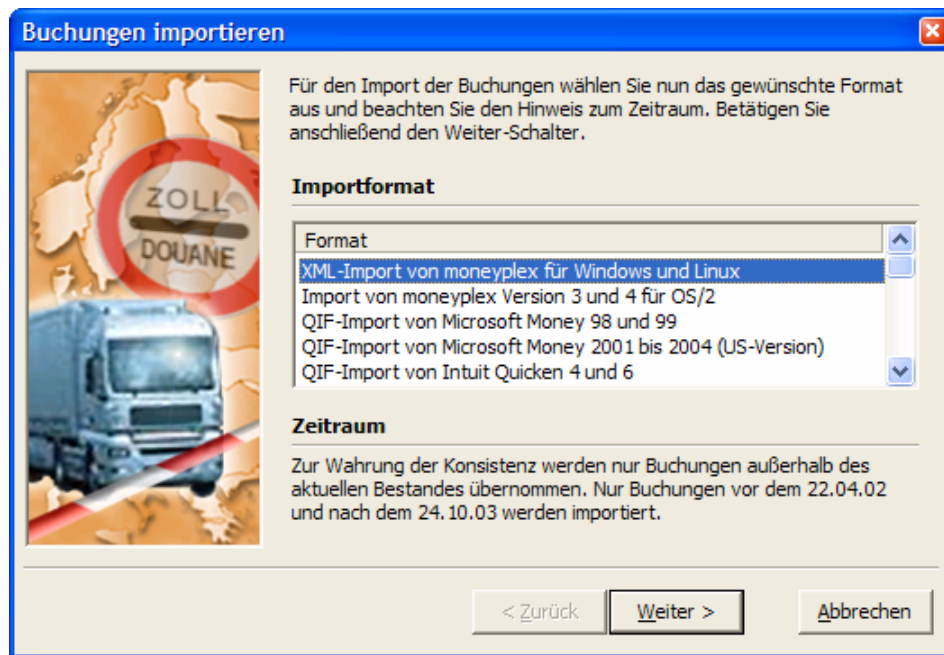 Buchungen importieren
Für den Import der Buchungen wählen Sie nun das gewünschte Format
aus und beachten Sie den Hinweis zum Zeitraum. Betätigen Sie
anschließend den Weiter-Schalter.
ZOLL
DOUANE
Importformat
Format
XML-Import von moneyplex für Windows und Linux
Import von moneyplex Version 3 und 4 für OS/2
QIF-Import von Microsoft Money 98 und 99
QIF-Import von Microsoft Money 2001 bis 2004 (US-Version)
QIF-Import von Intuit Quicken 4 und 6
Zeitraum
Zur Wahrung der Konsistenz werden nur Buchungen außerhalb des
aktuellen Bestandes übernommen. Nur Buchungen vor dem 22.04.02
und nach dem 24.10.03 werden importiert.
< Zurück
Weiter >
Abbrechen